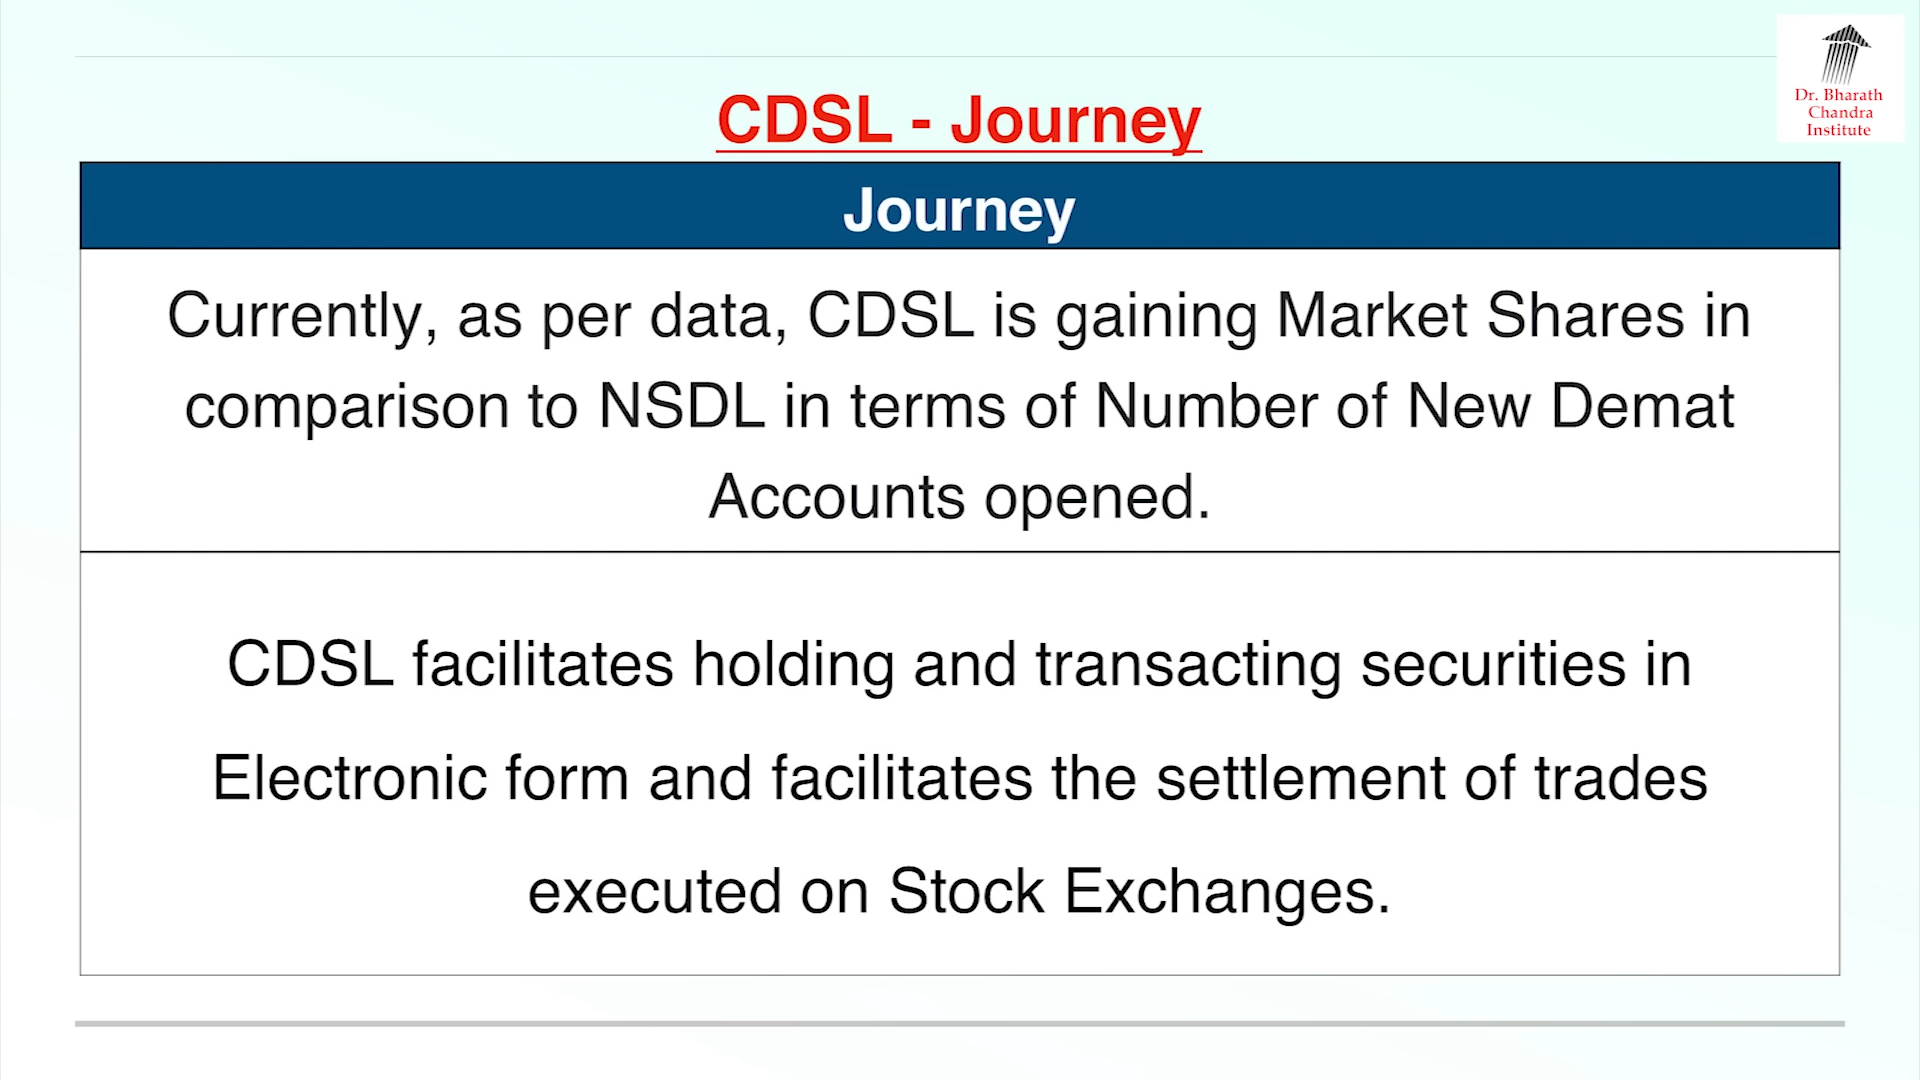 Dr. Bharath
Chandra
Institute
CDSL - Journey
Journey
Currently, as per data, CDSL is gaining Market Shares in
comparison to NSDL in terms of Number of New Demat
Accounts opened.
CDSL facilitates holding and transacting securities in
Electronic form and facilitates the settlement of trades
executed on Stock Exchanges.